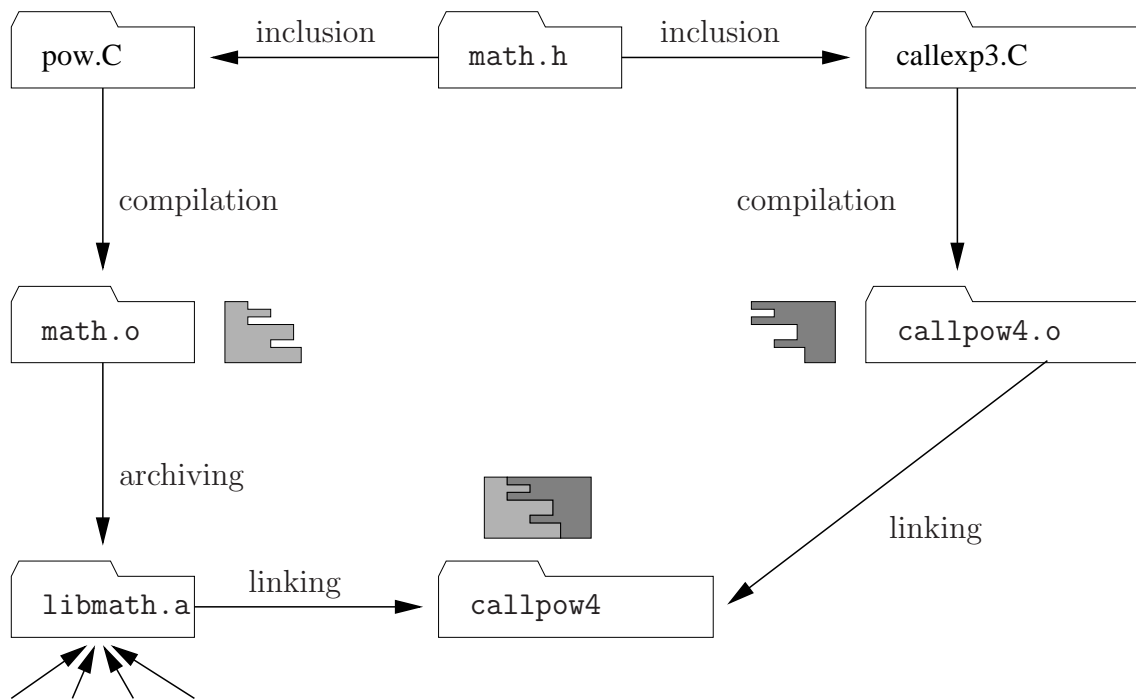 inclusion
inclusion
pow.C
math.h
callexp3.C
compilation
compilation
math.o
callpow4.o
archiving
linking
linking
libmath.a
callpow4